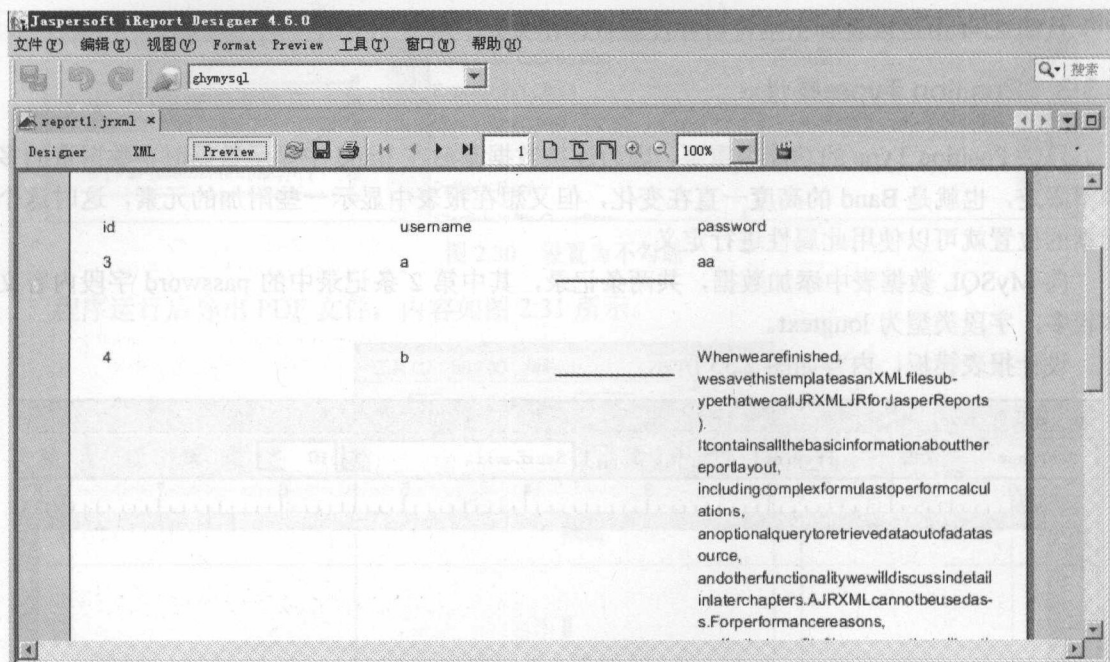 Jaspersoft iReport Designer 4.6.0
文件(F) 编辑(E) 视图(V) Format Preview 工具(T) 窗口(W) 帮助(H)
ghymysql
搜索
report1.jrxml ×
Designer XML Preview 1 100%
id username password
3 a aa
4 b Whenwearefinished,
wesavethistemplateasanXMLfilesub-
ypethatwecallJRXMLJRforJasperReports
).
Itcontainsallthebasicinformationaboutther
eportlayout,
includingcomplexformulastoperformcalcul
ations,
anoptionalquerytoretrievedataoutofadatas
ource,
andotherfunctionalitywewilldiscussindetail
inlaterchapters.AJRXMLcannotbeusedas-
s.Forperformancereasons,